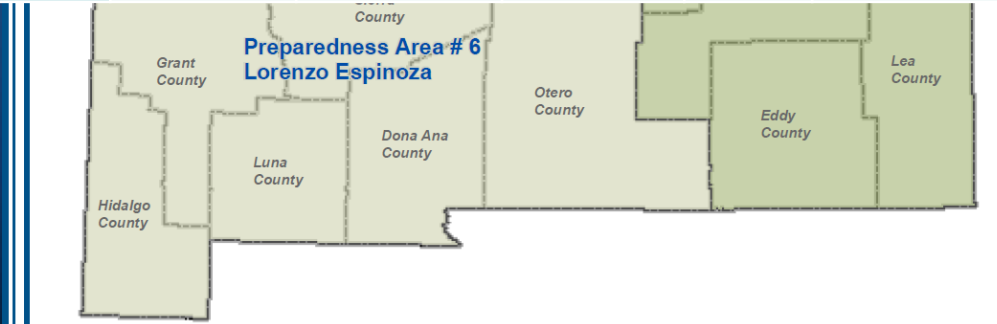 County
Preparedness Area # 6
Lorenzo Espinoza
Grant
County
Lea
County
Otero
County
Eddy
County
Dona Ana
County
Luna
County
Hidalgo
County